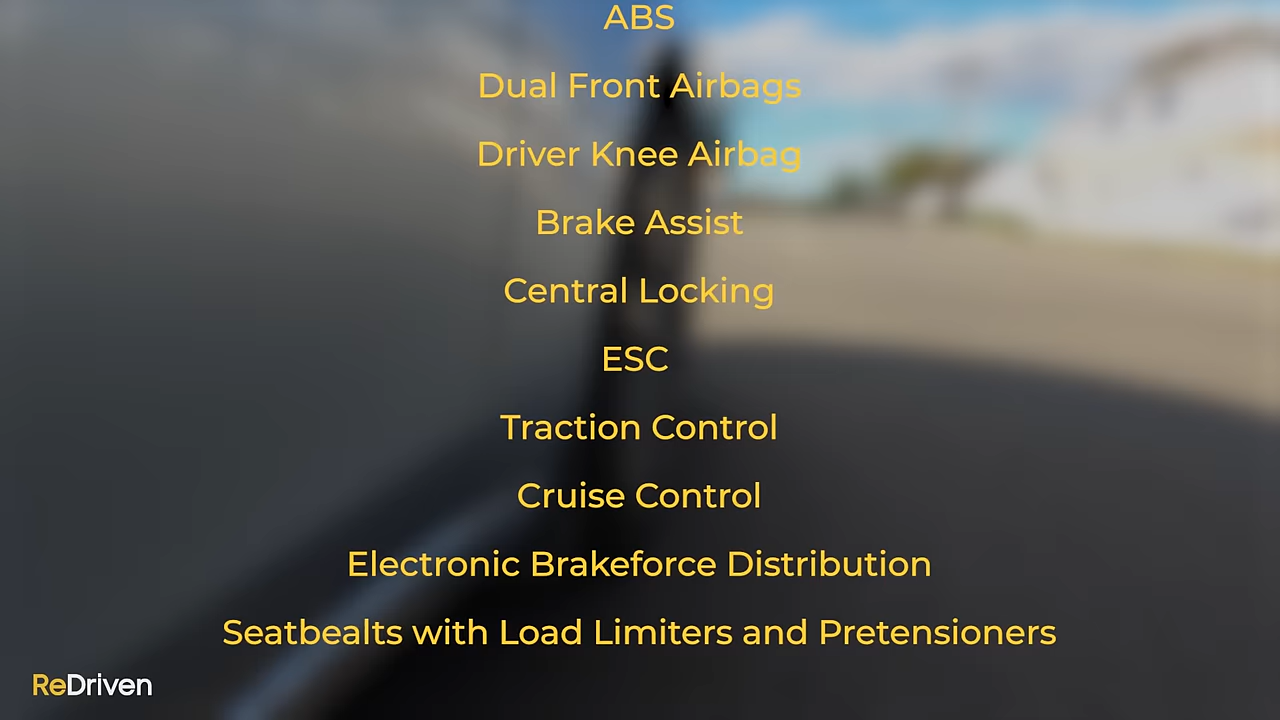 ABS
Dual Front Airbags
Driver Knee Airbag
Brake Assist
Central Locking
ESC
Traction Control
Cruise Control
Electronic Brakeforce Distribution
Seatbealts with Load Limiters and Pretensioners
ReDriven